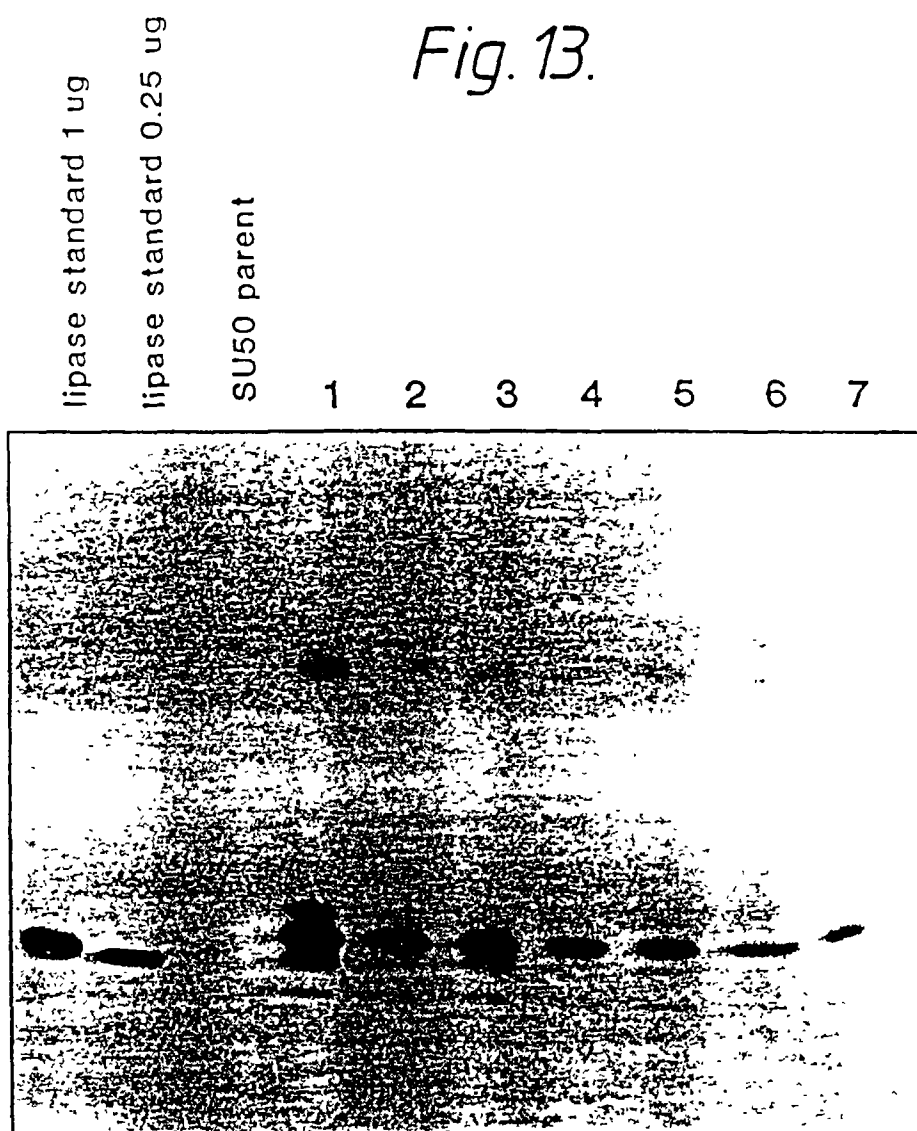 Fig. 13.
lipase standard 1 ug
lipase standard 0.25 ug
SU50 parent
1 2 3 4 5 6 7